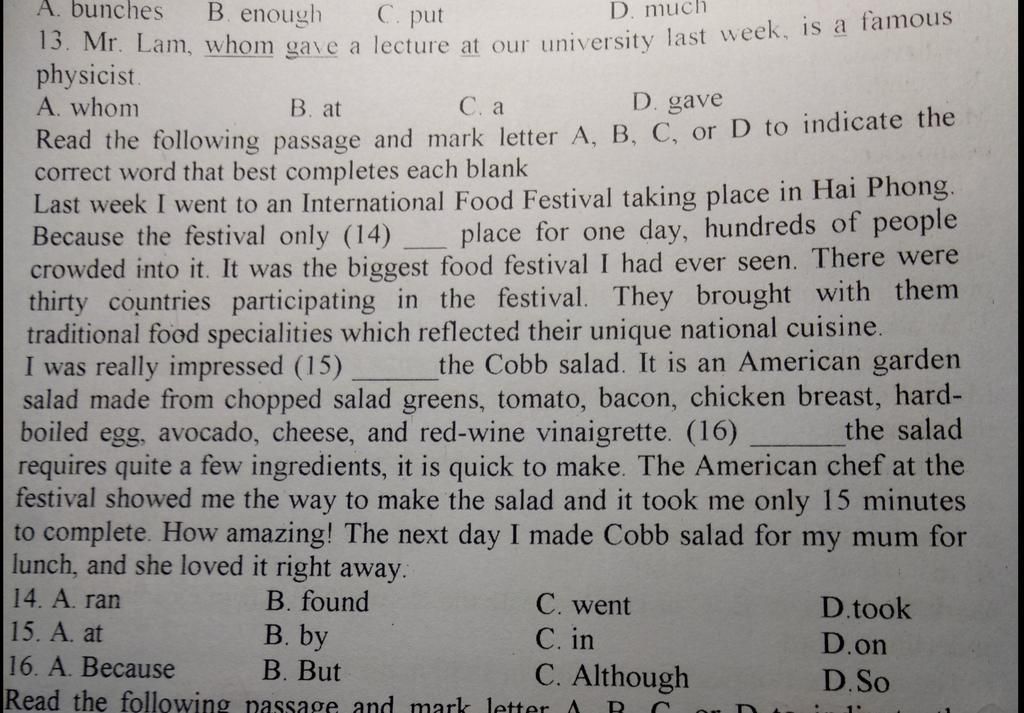 A. bunches B. enough C. put D. much
13. Mr. Lam, whom gave a lecture at our university last week, is a famous
physicist.
A. whom B. at C. a D. gave
Read the following passage and mark letter A, B, C, or D to indicate the
correct word that best completes each blank
Last week I went to an International Food Festival taking place in Hai Phong.
Because the festival only (14) ___ place for one day, hundreds of people
crowded into it. It was the biggest food festival I had ever seen. There were
thirty countries participating in the festival. They brought with them
traditional food specialities which reflected their unique national cuisine.
I was really impressed (15) ______the Cobb salad. It is an American garden
salad made from chopped salad greens, tomato, bacon, chicken breast, hard-
boiled egg, avocado, cheese, and red-wine vinaigrette. (16) ______the salad
requires quite a few ingredients, it is quick to make. The American chef at the
festival showed me the way to make the salad and it took me only 15 minutes
to complete. How amazing! The next day I made Cobb salad for my mum for
lunch, and she loved it right away.
14. A. ran B. found C. went D.took
15. A. at B. by C. in D.on
16. A. Because B. But C. Although D.So
Read the following passage and mark letter A, B, C, or D to indicate the